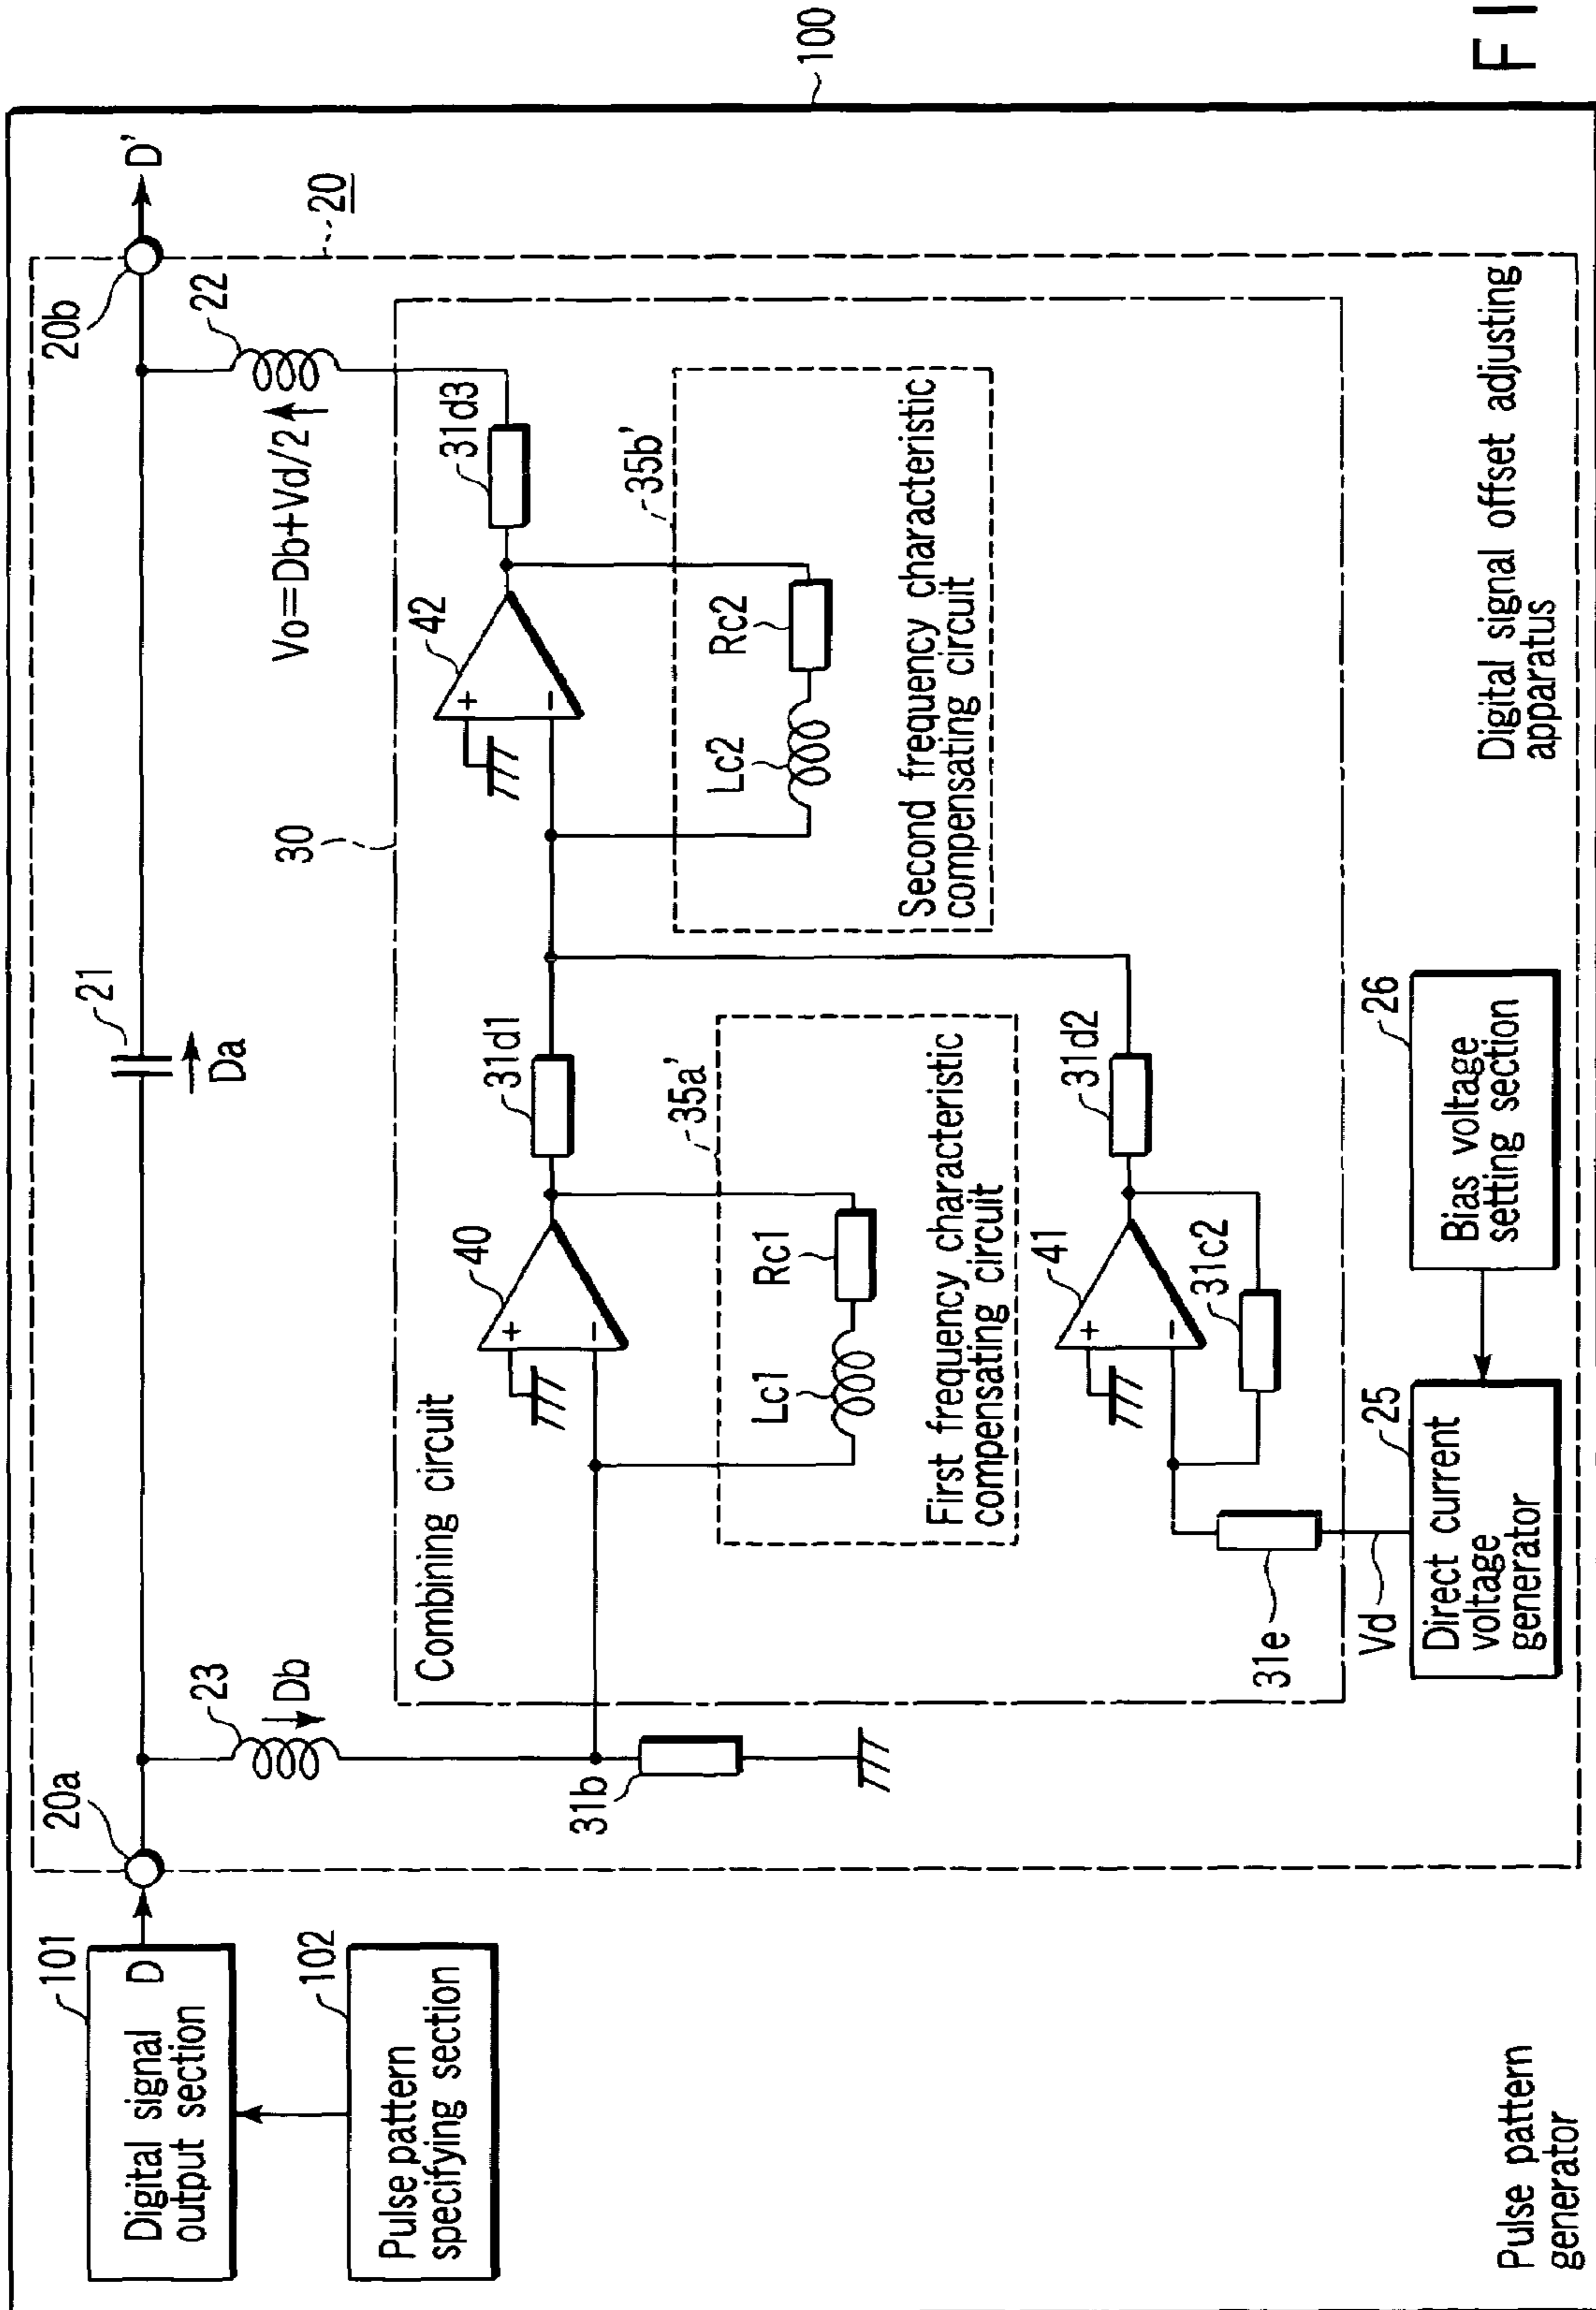 101
Digital signal D
output section
102
Pulse pattern
specifying section
Pulse pattern
generator
20a
23
Db
31b
21
Da
20b
D'
20
22
Vo=Db+Vd/2
100
30
Combining circuit
40
+
−
31d1
35a'
Lc1
Rc1
First frequency characteristic
compensating circuit
42
+
−
31d3
35b'
Lc2
Rc2
Second frequency characteristic
compensating circuit
41
+
−
31c2
31d2
31e
Vd
25
Direct current
voltage
generator
26
Bias voltage
setting section
Digital signal offset adjusting
apparatus
F I